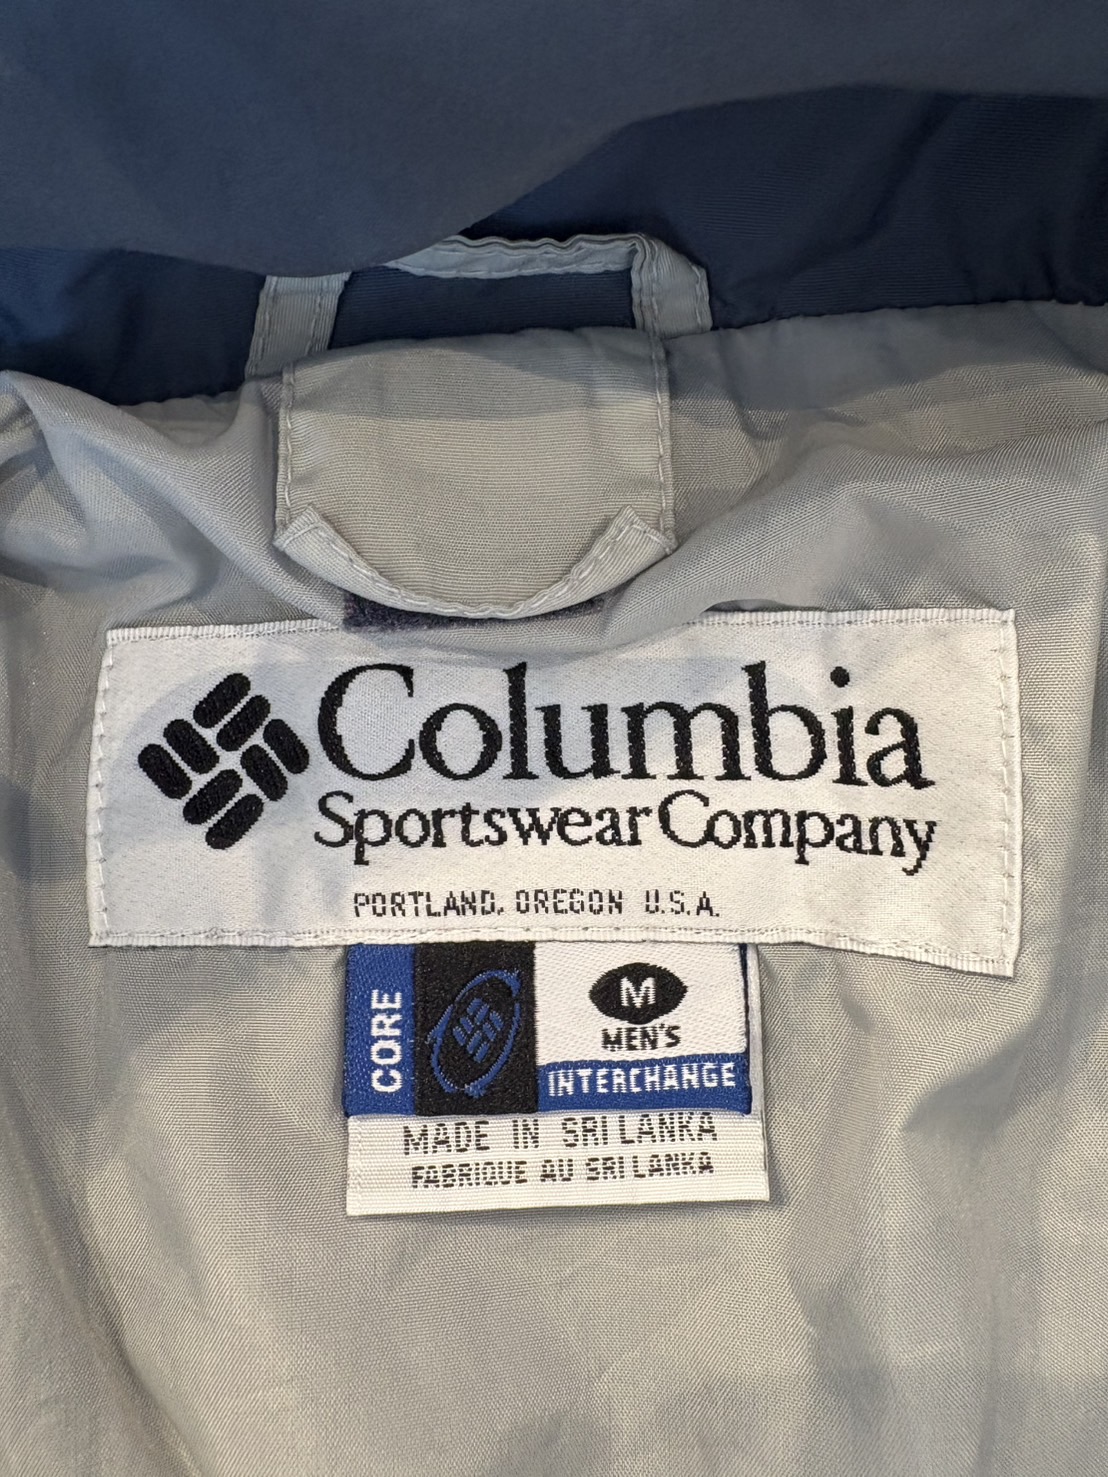 Columbia
Sportswear Company
PORTLAND, OREGON U.S.A.
CORE
M
MEN'S
INTERCHANGE
MADE IN SRI LANKA
FABRIQUE AU SRI LANKA